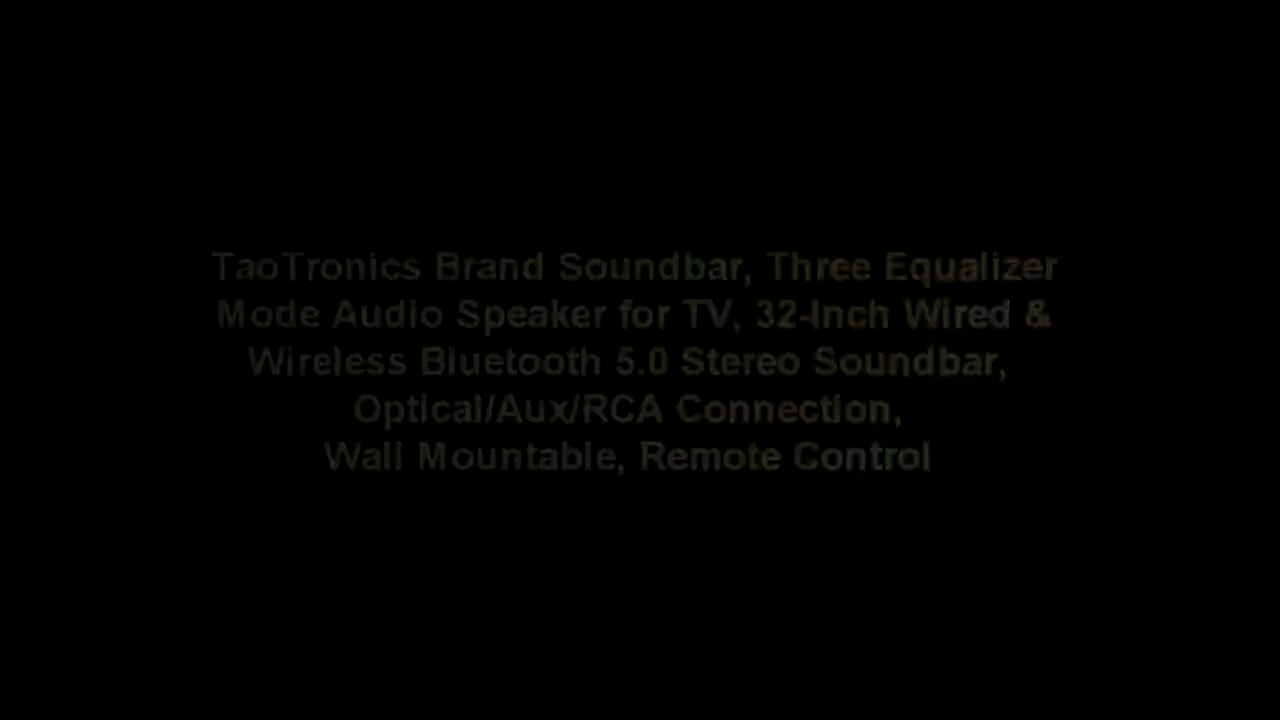 TaoTronics Brand Soundbar, Three Equalizer
Mode Audio Speaker for TV, 32-Inch Wired &
Wireless Bluetooth 5.0 Stereo Soundbar,
Optical/Aux/RCA Connection,
Wall Mountable, Remote Control